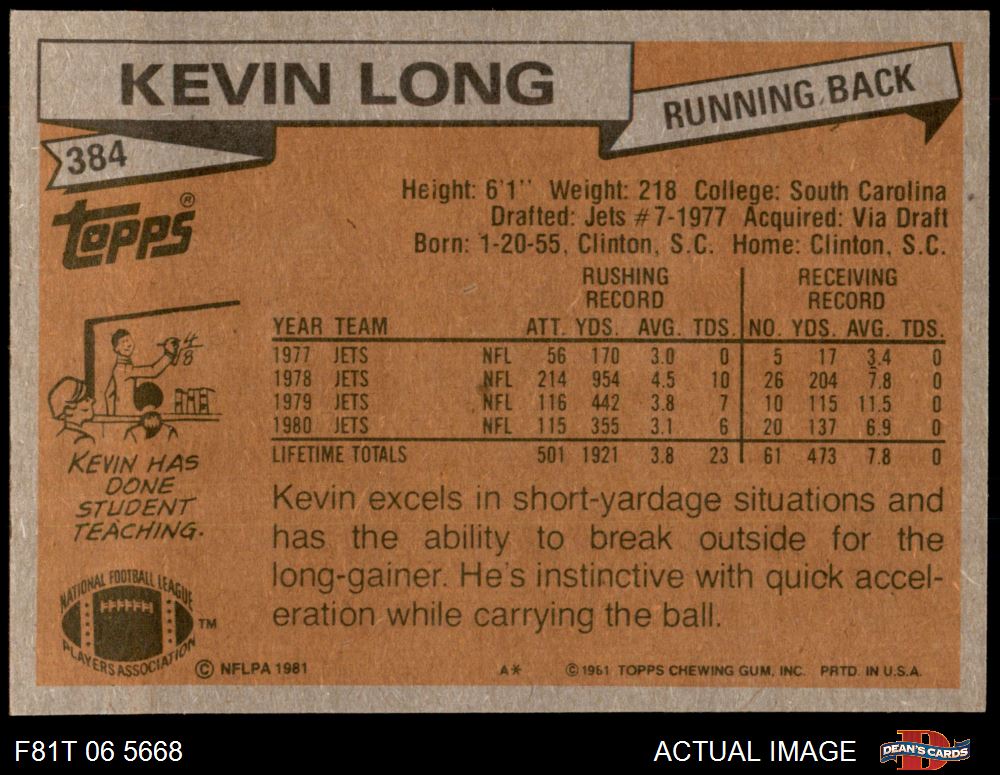 KEVIN LONG
RUNNING BACK
384
Topps®
Height: 6'1'' Weight: 218 College: South Carolina
Drafted: Jets #7-1977 Acquired: Via Draft
Born: 1-20-55, Clinton, S.C. Home: Clinton, S.C.
RUSHING RECORD RECEIVING RECORD
YEAR TEAM ATT. YDS. AVG. TDS. NO. YDS. AVG. TDS.
1977 JETS NFL 56 170 3.0 0 5 17 3.4 0
1978 JETS NFL 214 954 4.5 10 26 204 7.8 0
1979 JETS NFL 116 442 3.8 7 10 115 11.5 0
1980 JETS NFL 115 355 3.1 6 20 137 6.9 0
LIFETIME TOTALS 501 1921 3.8 23 61 473 7.8 0
4/8
KEVIN HAS
DONE
STUDENT
TEACHING.
Kevin excels in short-yardage situations and
has the ability to break outside for the
long-gainer. He's instinctive with quick accel-
eration while carrying the ball.
NATIONAL FOOTBALL LEAGUE
PLAYERS ASSOCIATION
TM
© NFLPA 1981 A* © 1981 TOPPS CHEWING GUM, INC. PRTD. IN U.S.A.
F81T 06 5668 ACTUAL IMAGE DEAN'S CARDS